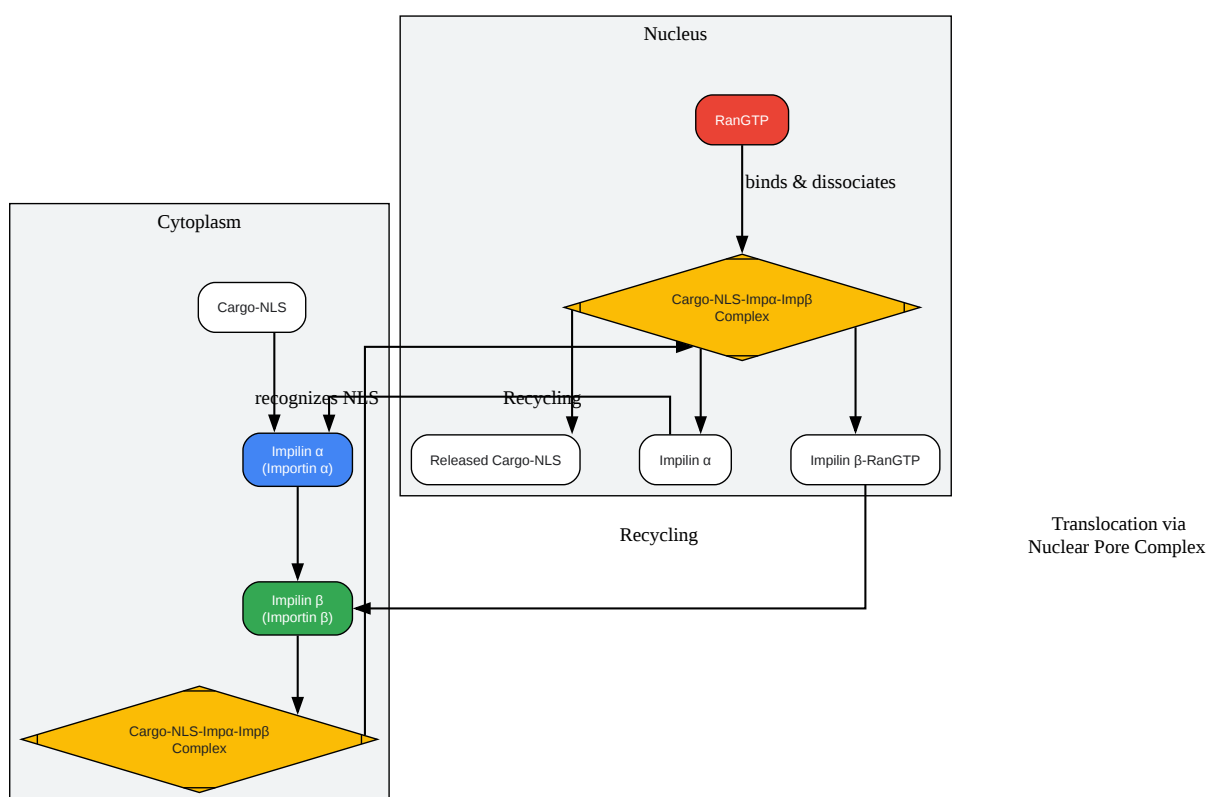 Nucleus
RanGTP
binds & dissociates
Cytoplasm
Cargo-NLS
Cargo-NLS-Impα-Impβ
Complex
recognizes NLS
Recycling
Impilin α
(Importin α)
Released Cargo-NLS
Impilin α
Impilin β-RanGTP
Recycling
Translocation via
Nuclear Pore Complex
Impilin β
(Importin β)
Cargo-NLS-Impα-Impβ
Complex